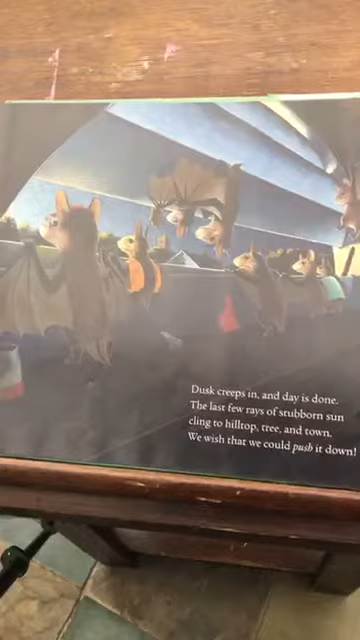 Dusk creeps in, and day is done.
The last few rays of stubborn sun
cling to hilltop, tree, and town.
We wish that we could push it down!